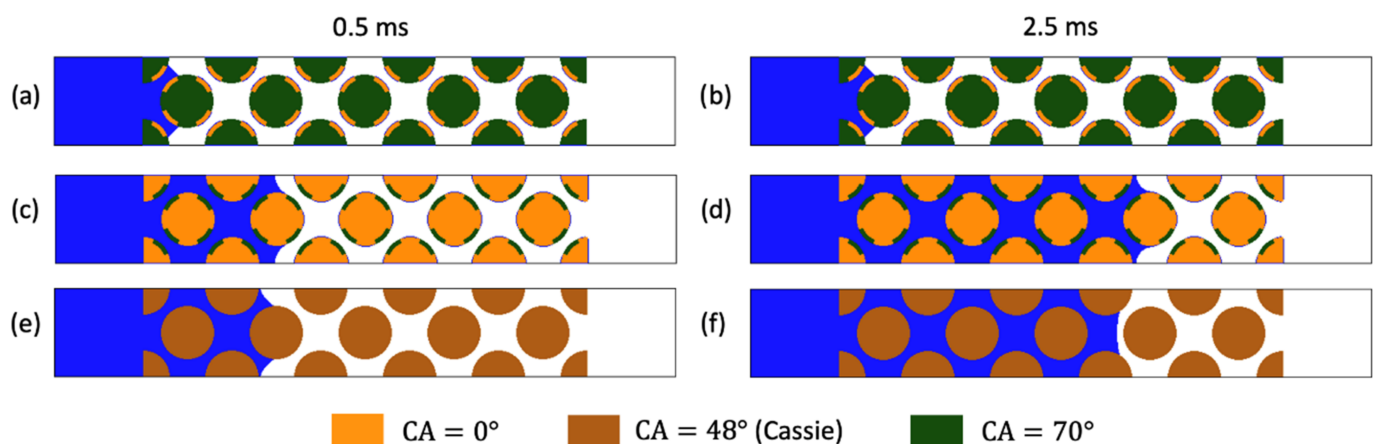 0.5 ms 2.5 ms
(a) (b)
(c) (d)
(e) (f)
CA = 0° CA = 48° (Cassie) CA = 70°